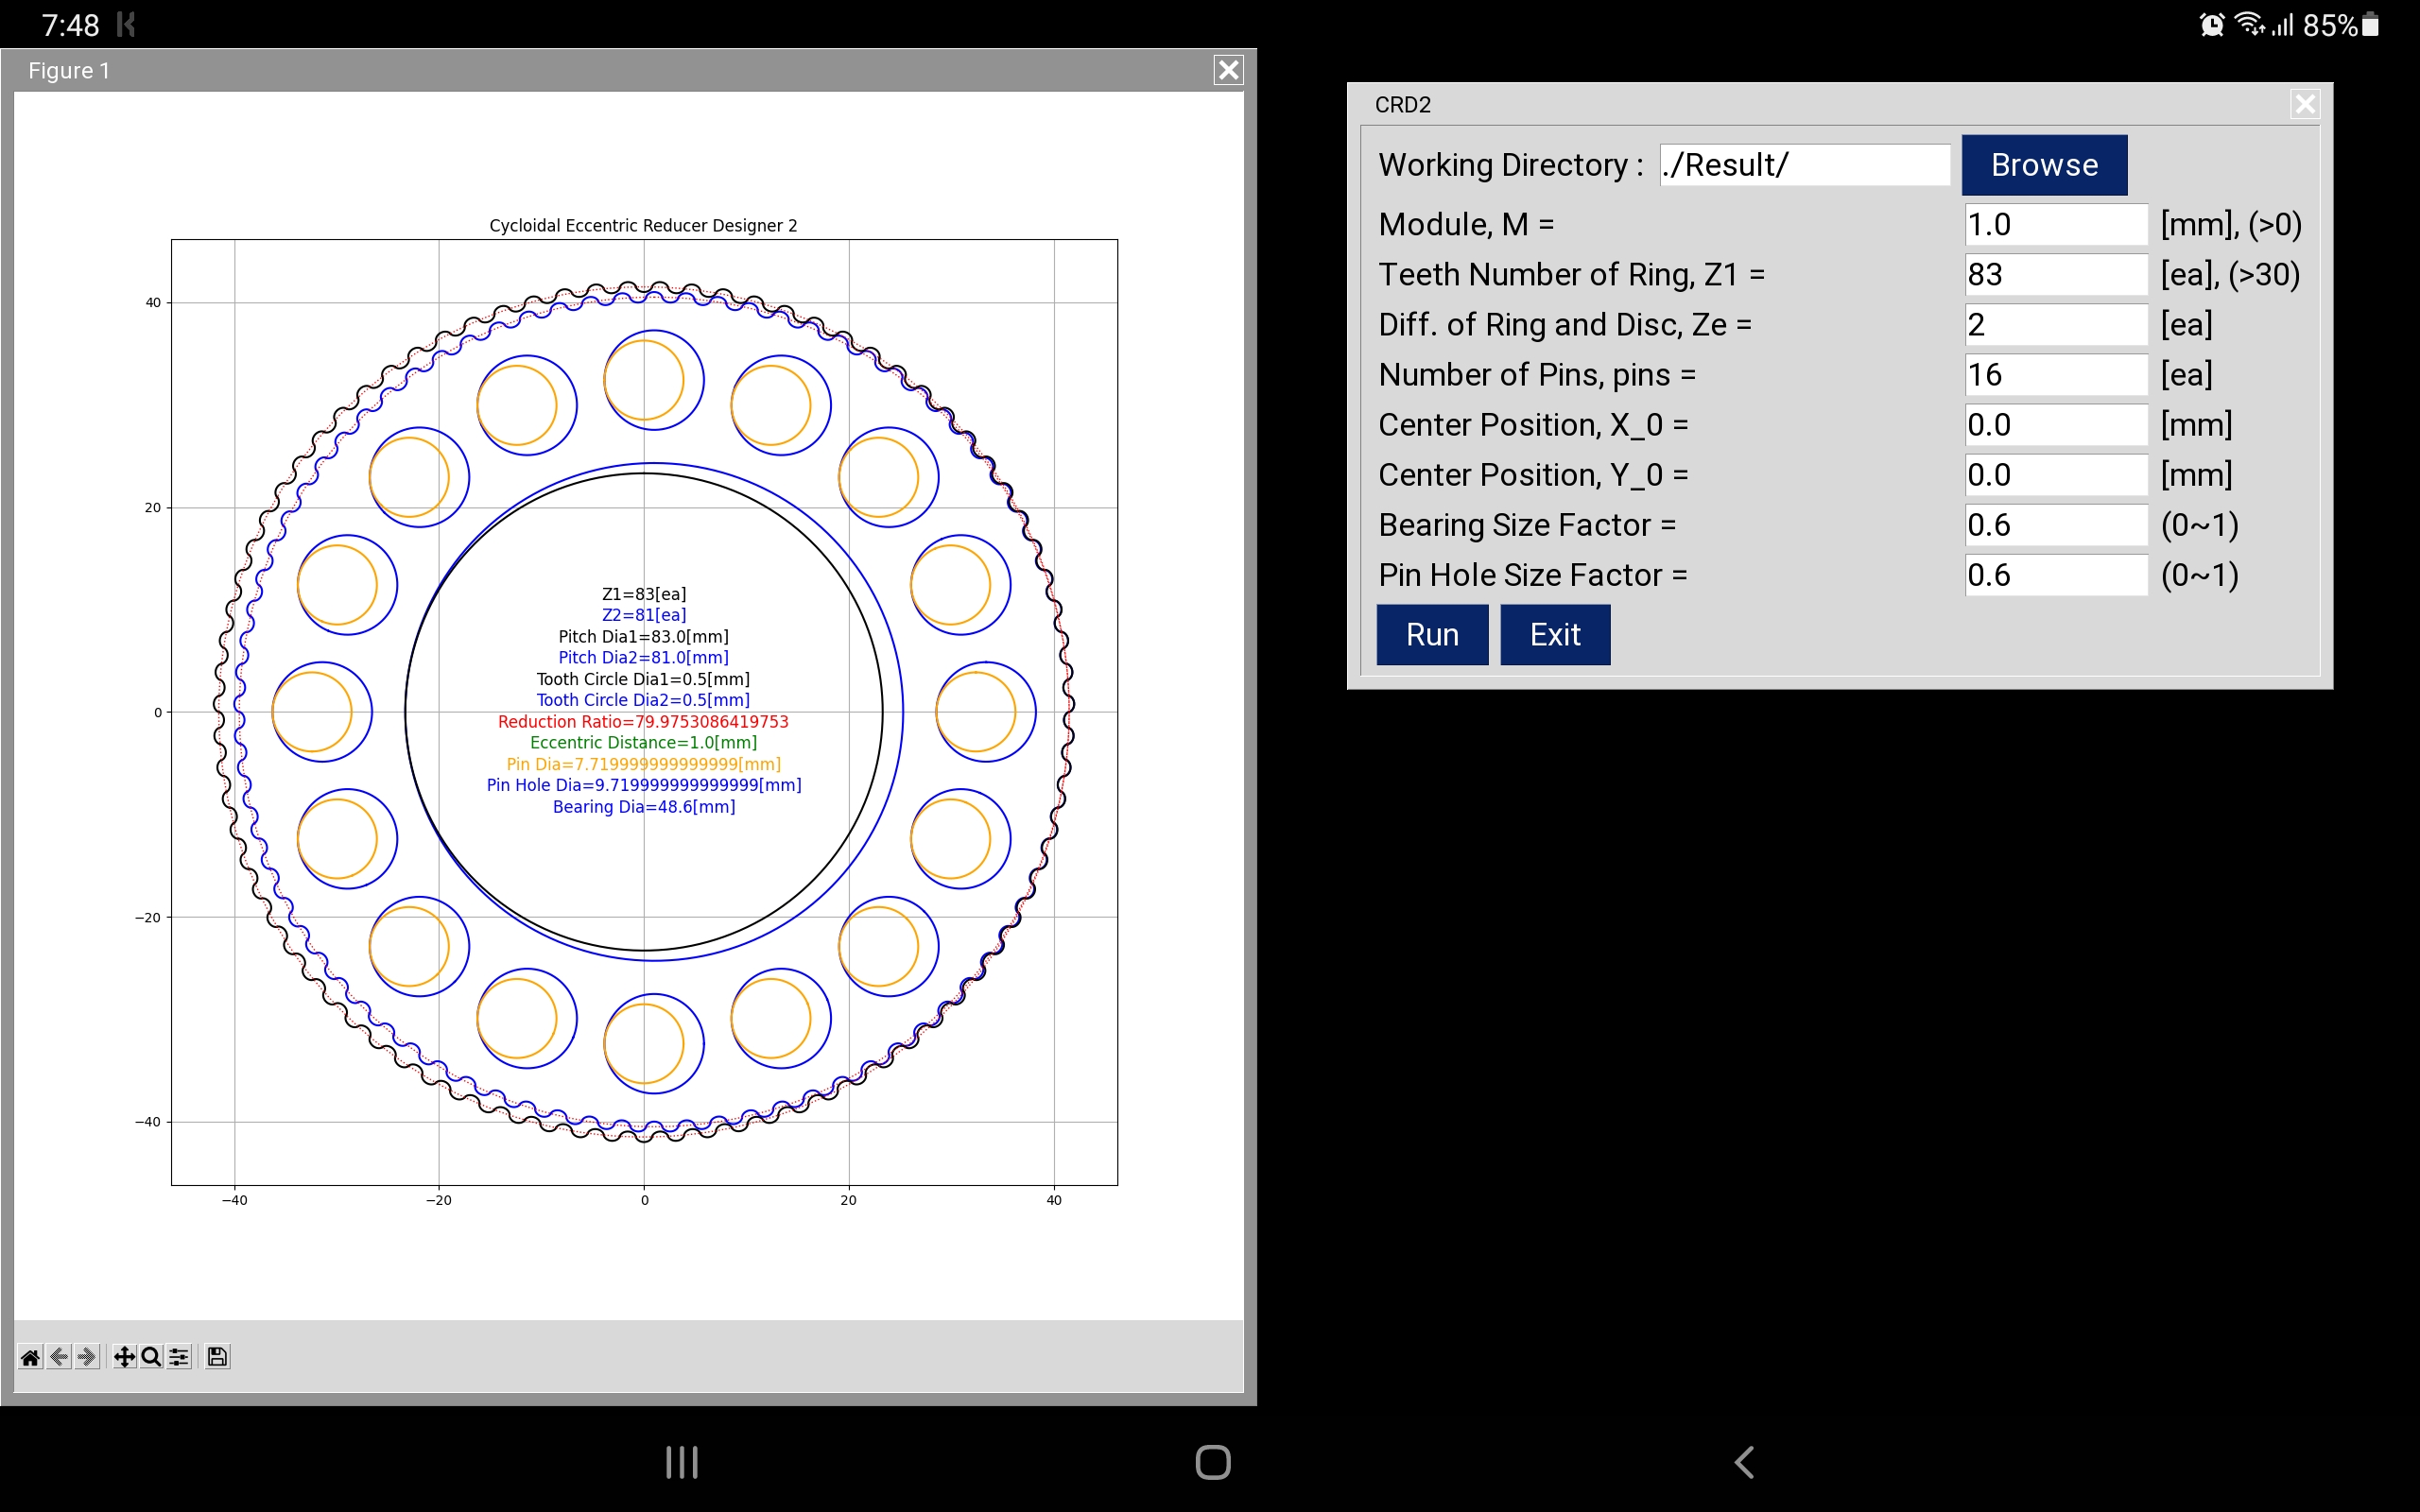 7:48
85%
Figure 1
Cycloidal Eccentric Reducer Designer 2
40
20
0
−20
−40
−40
−20
0
20
40
Z1=83[ea]
Z2=81[ea]
Pitch Dia1=83.0[mm]
Pitch Dia2=81.0[mm]
Tooth Circle Dia1=0.5[mm]
Tooth Circle Dia2=0.5[mm]
Reduction Ratio=79.9753086419753
Eccentric Distance=1.0[mm]
Pin Dia=7.719999999999999[mm]
Pin Hole Dia=9.719999999999999[mm]
Bearing Dia=48.6[mm]
CRD2
Working Directory : ./Result/ Browse
Module, M = 1.0 [mm], (>0)
Teeth Number of Ring, Z1 = 83 [ea], (>30)
Diff. of Ring and Disc, Ze = 2 [ea]
Number of Pins, pins = 16 [ea]
Center Position, X_0 = 0.0 [mm]
Center Position, Y_0 = 0.0 [mm]
Bearing Size Factor = 0.6 (0~1)
Pin Hole Size Factor = 0.6 (0~1)
Run Exit